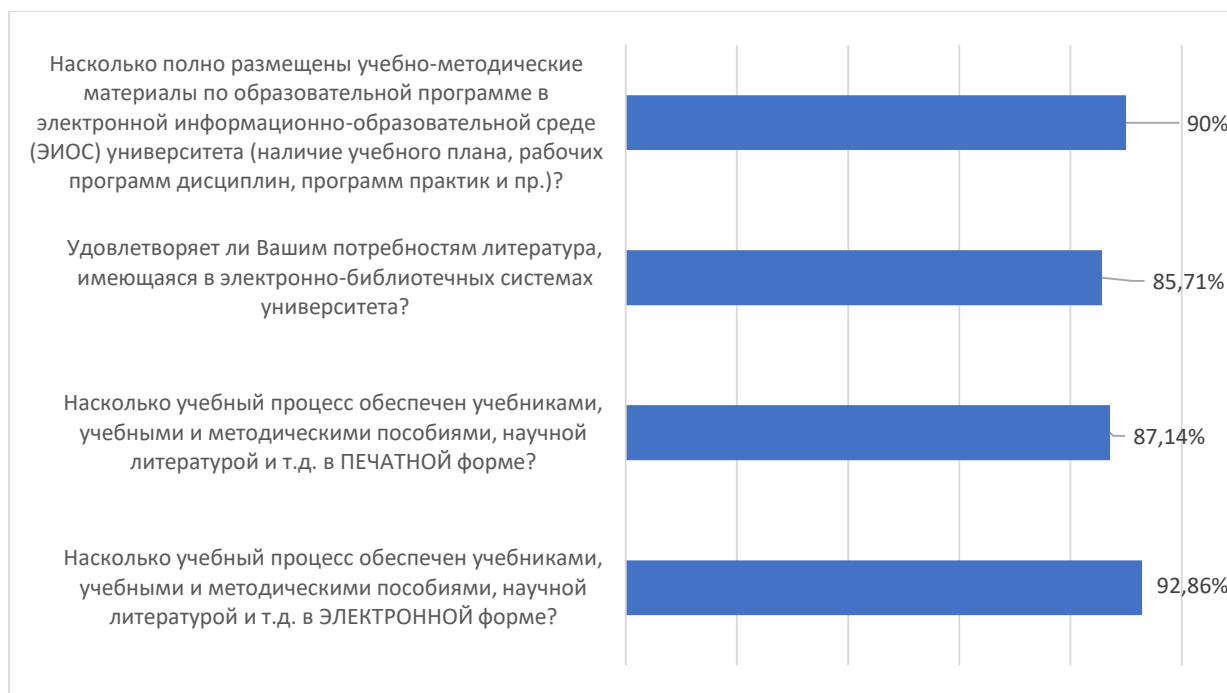 Насколько полно размещены учебно-методические
материалы по образовательной программе в
электронной информационно-образовательной среде
(ЭИОС) университета (наличие учебного плана, рабочих
программ дисциплин, программ практик и пр.)?
90%
Удовлетворяет ли Вашим потребностям литература,
имеющаяся в электронно-библиотечных системах
университета?
85,71%
Насколько учебный процесс обеспечен учебниками,
учебными и методическими пособиями, научной
литературой и т.д. в ПЕЧАТНОЙ форме?
87,14%
Насколько учебный процесс обеспечен учебниками,
учебными и методическими пособиями, научной
литературой и т.д. в ЭЛЕКТРОННОЙ форме?
92,86%